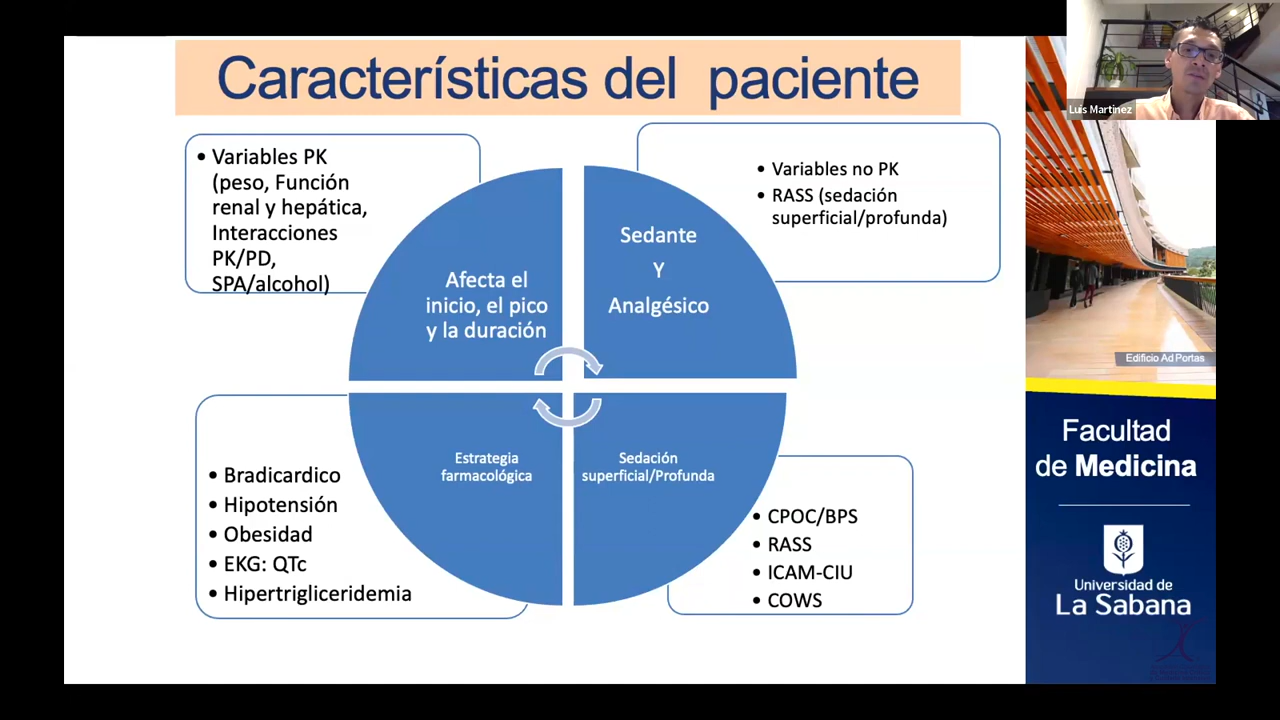 Características del paciente
• Variables PK
(peso, Función
renal y hepática,
Interacciones
PK/PD,
SPA/alcohol)
• Variables no PK
• RASS (sedación
superficial/profunda)
Afecta el
inicio, el pico
y la duración
Sedante
Y
Analgésico
Estrategia
farmacológica
Sedación
superficial/Profunda
• Bradicardico
• Hipotensión
• Obesidad
• EKG: QTc
• Hipertrigliceridemia
• CPOC/BPS
• RASS
• ICAM-CIU
• COWS
Luis Martinez
Edificio Ad Portas
Facultad
de Medicina
Universidad de
La Sabana